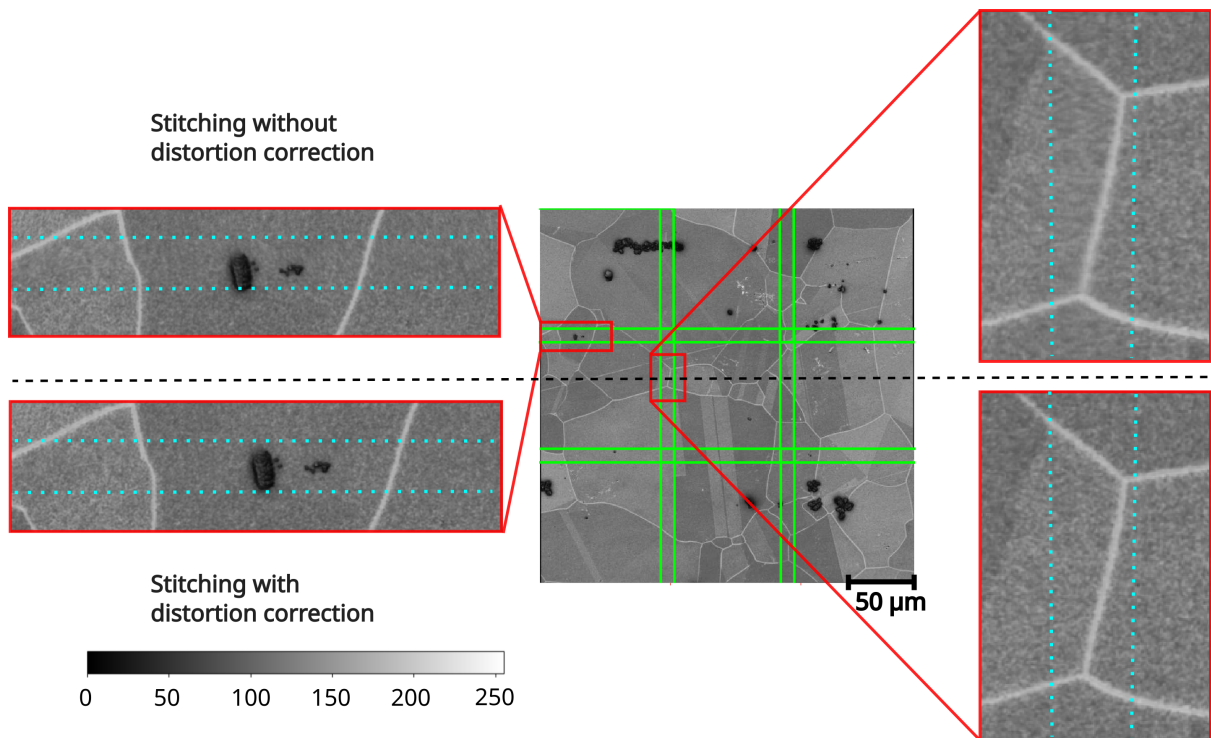 Stitching without
distortion correction
50 μm
Stitching with
distortion correction
0 50 100 150 200 250